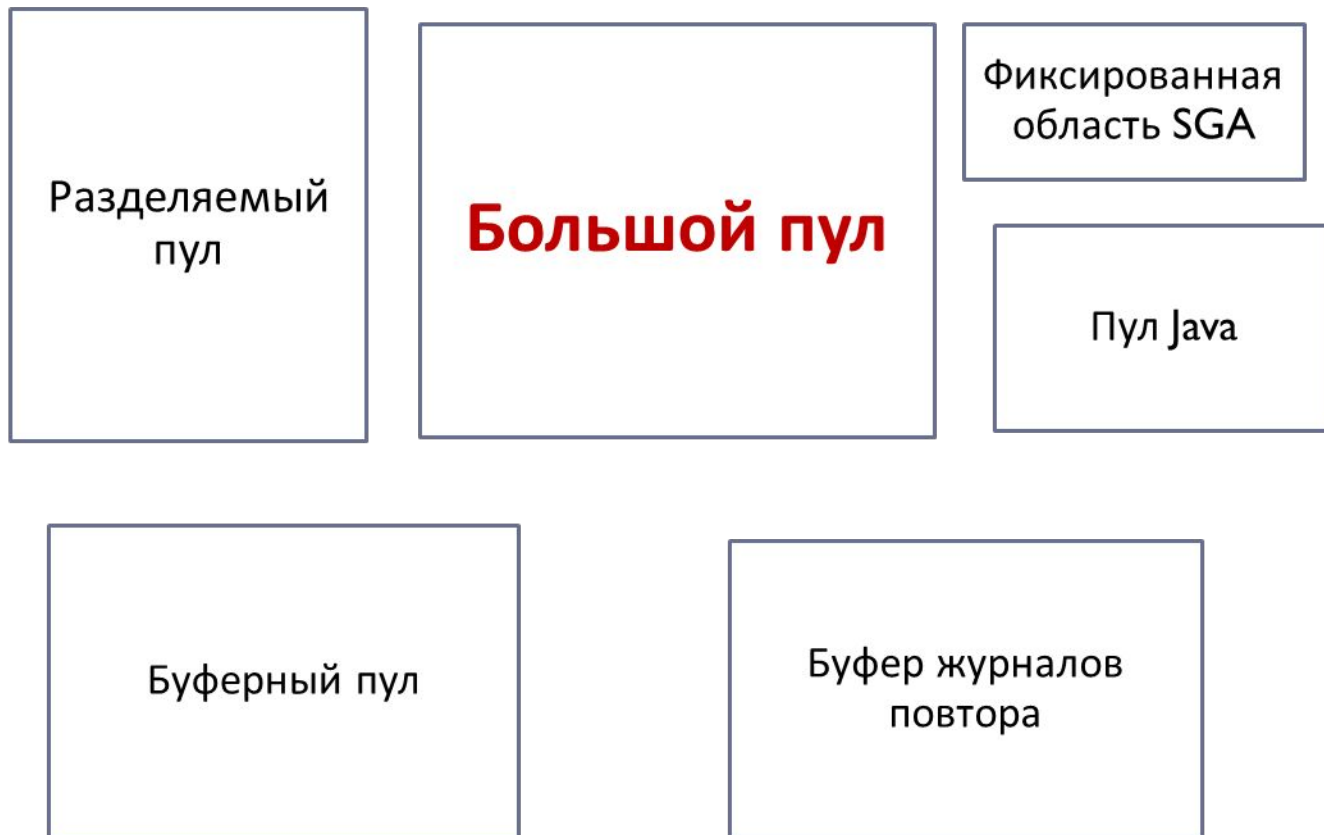 Разделяемый
пул
Большой пул
Фиксированная
область SGA
Пул Java
Буферный пул
Буфер журналов
повтора